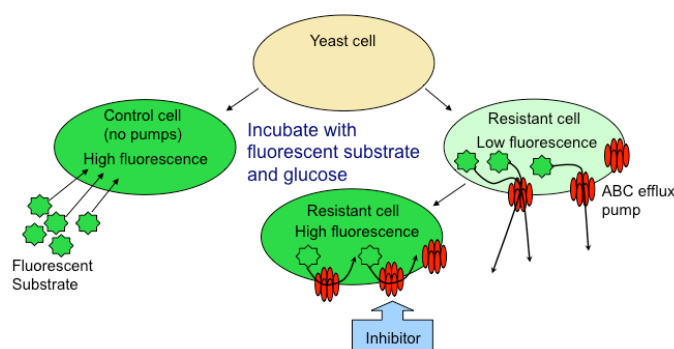 Yeast cell
Control cell
(no pumps)
High fluorescence
Incubate with
fluorescent substrate
and glucose
Resistant cell
Low fluorescence
ABC efflux
pump
Resistant cell
High fluorescence
Fluorescent
Substrate
Inhibitor